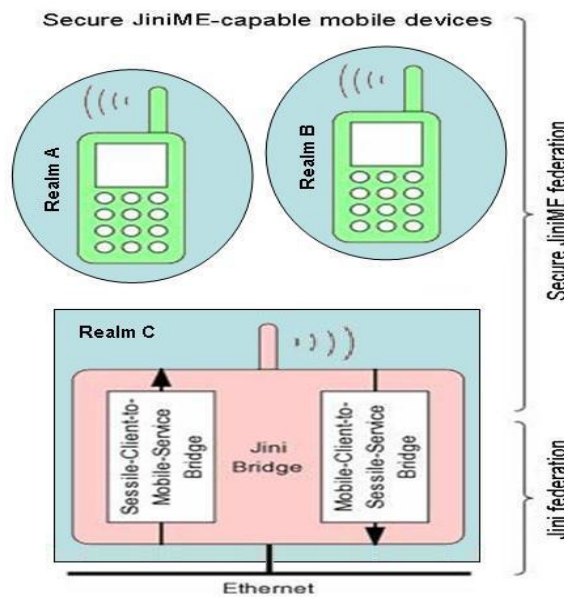 Secure JiniME-capable mobile devices
Realm A
Realm B
Secure JiniME federation
Realm C
Sessile-Client-to-
Mobile-Service
Bridge
Jini
Bridge
Mobile-Client-to-
Sessile-Service
Bridge
Jini federation
Ethernet